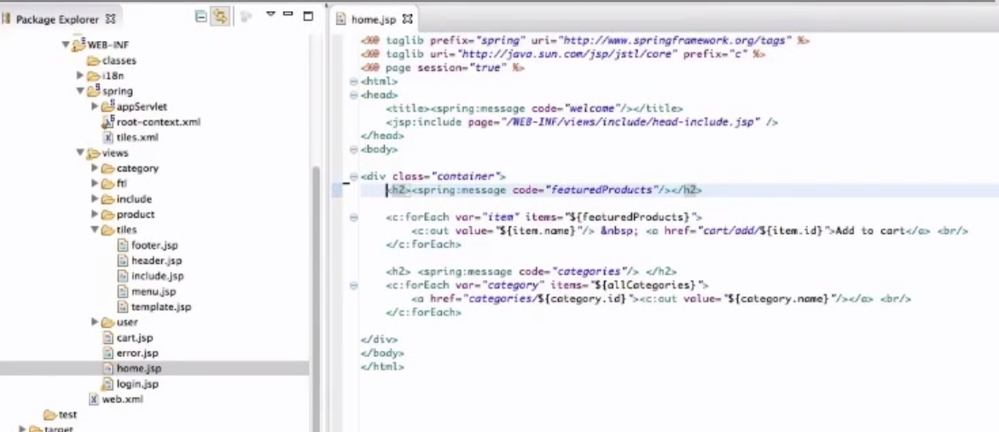 Package Explorer
WEB-INF
classes
i18n
spring
appServlet
root-context.xml
tiles.xml
views
category
ftl
include
product
tiles
footer.jsp
header.jsp
include.jsp
menu.jsp
template.jsp
user
cart.jsp
error.jsp
home.jsp
login.jsp
web.xml
test
target
home.jsp
<%@ taglib prefix="spring" uri="http://www.springframework.org/tags" %>
<%@ taglib uri="http://java.sun.com/jsp/jstl/core" prefix="c" %>
<%@ page session="true" %>
<html>
<head>
<title><spring:message code="welcome"/></title>
<jsp:include page="/WEB-INF/views/include/head-include.jsp" />
</head>
<body>
<div class="container">
<h2><spring:message code="featuredProducts"/></h2>
<c:forEach var="item" items="${featuredProducts}">
<c:out value="${item.name}"/> &nbsp; <a href="cart/add/${item.id}">Add to cart</a> <br/>
</c:forEach>
<h2> <spring:message code="categories"/> </h2>
<c:forEach var="category" items="${allCategories}">
<a href="categories/${category.id}"><c:out value="${category.name}"/></a> <br/>
</c:forEach>
</div>
</body>
</html>